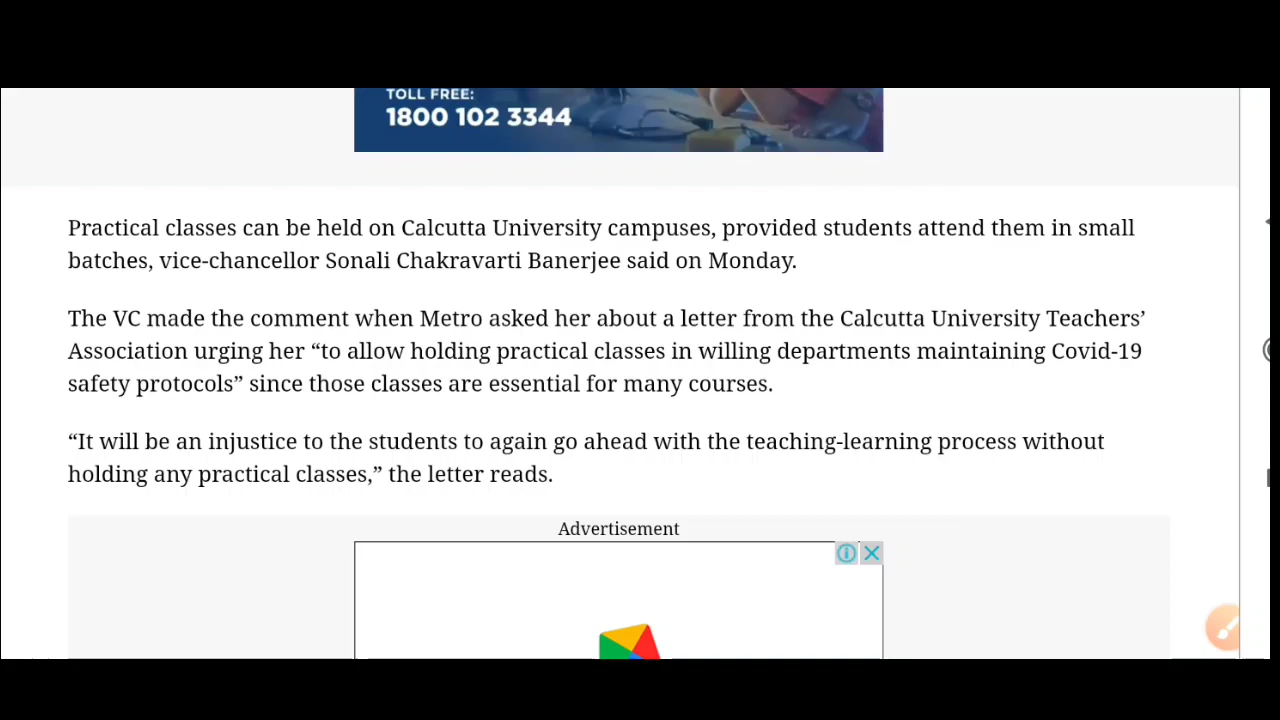 TOLL FREE:
1800 102 3344
Practical classes can be held on Calcutta University campuses, provided students attend them in small
batches, vice-chancellor Sonali Chakravarti Banerjee said on Monday.
The VC made the comment when Metro asked her about a letter from the Calcutta University Teachers’
Association urging her “to allow holding practical classes in willing departments maintaining Covid-19
safety protocols” since those classes are essential for many courses.
“It will be an injustice to the students to again go ahead with the teaching-learning process without
holding any practical classes,” the letter reads.
Advertisement